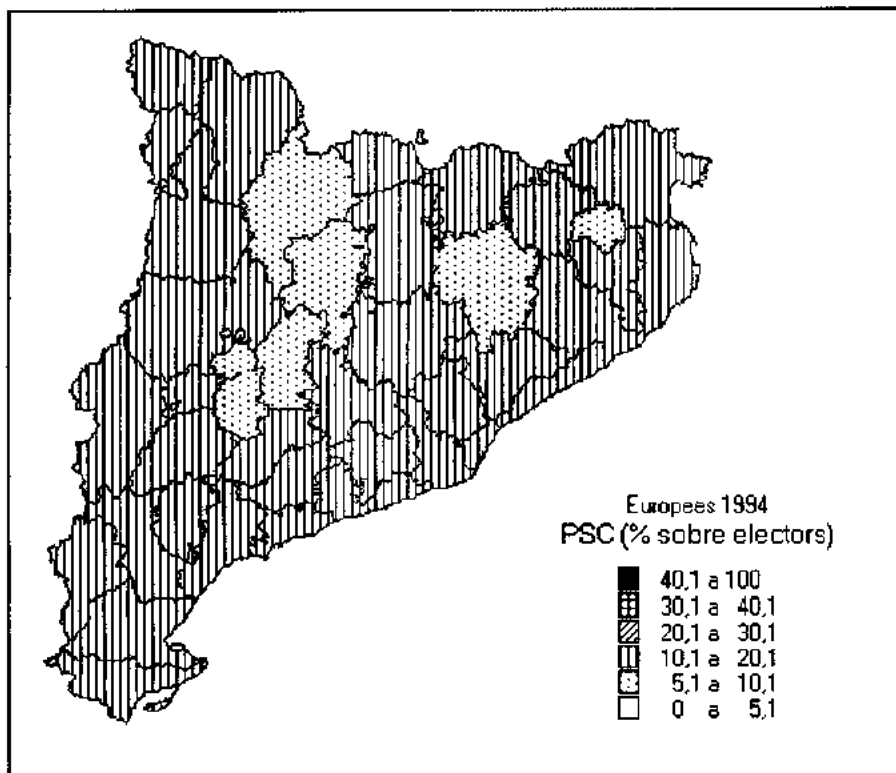 Europees 1994
PSC (% sobre electors)
40,1 a 100
30,1 a 40,1
20,1 a 30,1
10,1 a 20,1
5,1 a 10,1
0 a 5,1